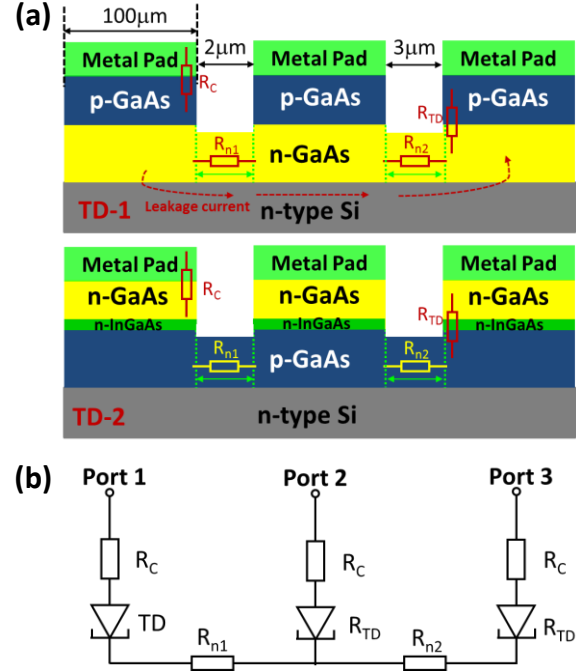 (a)
100μm
2μm
3μm
Metal Pad
Metal Pad
Metal Pad
R_C
p-GaAs
p-GaAs
p-GaAs
R_TD
R_n1
n-GaAs
R_n2
Leakage current
TD-1
n-type Si
Metal Pad
Metal Pad
Metal Pad
n-GaAs
R_C
n-GaAs
n-GaAs
n-InGaAs
n-InGaAs
R_TD
n-InGaAs
R_n1
p-GaAs
R_n2
TD-2
n-type Si
(b)
Port 1
Port 2
Port 3
R_C
R_C
R_C
TD
R_TD
R_TD
R_n1
R_n2